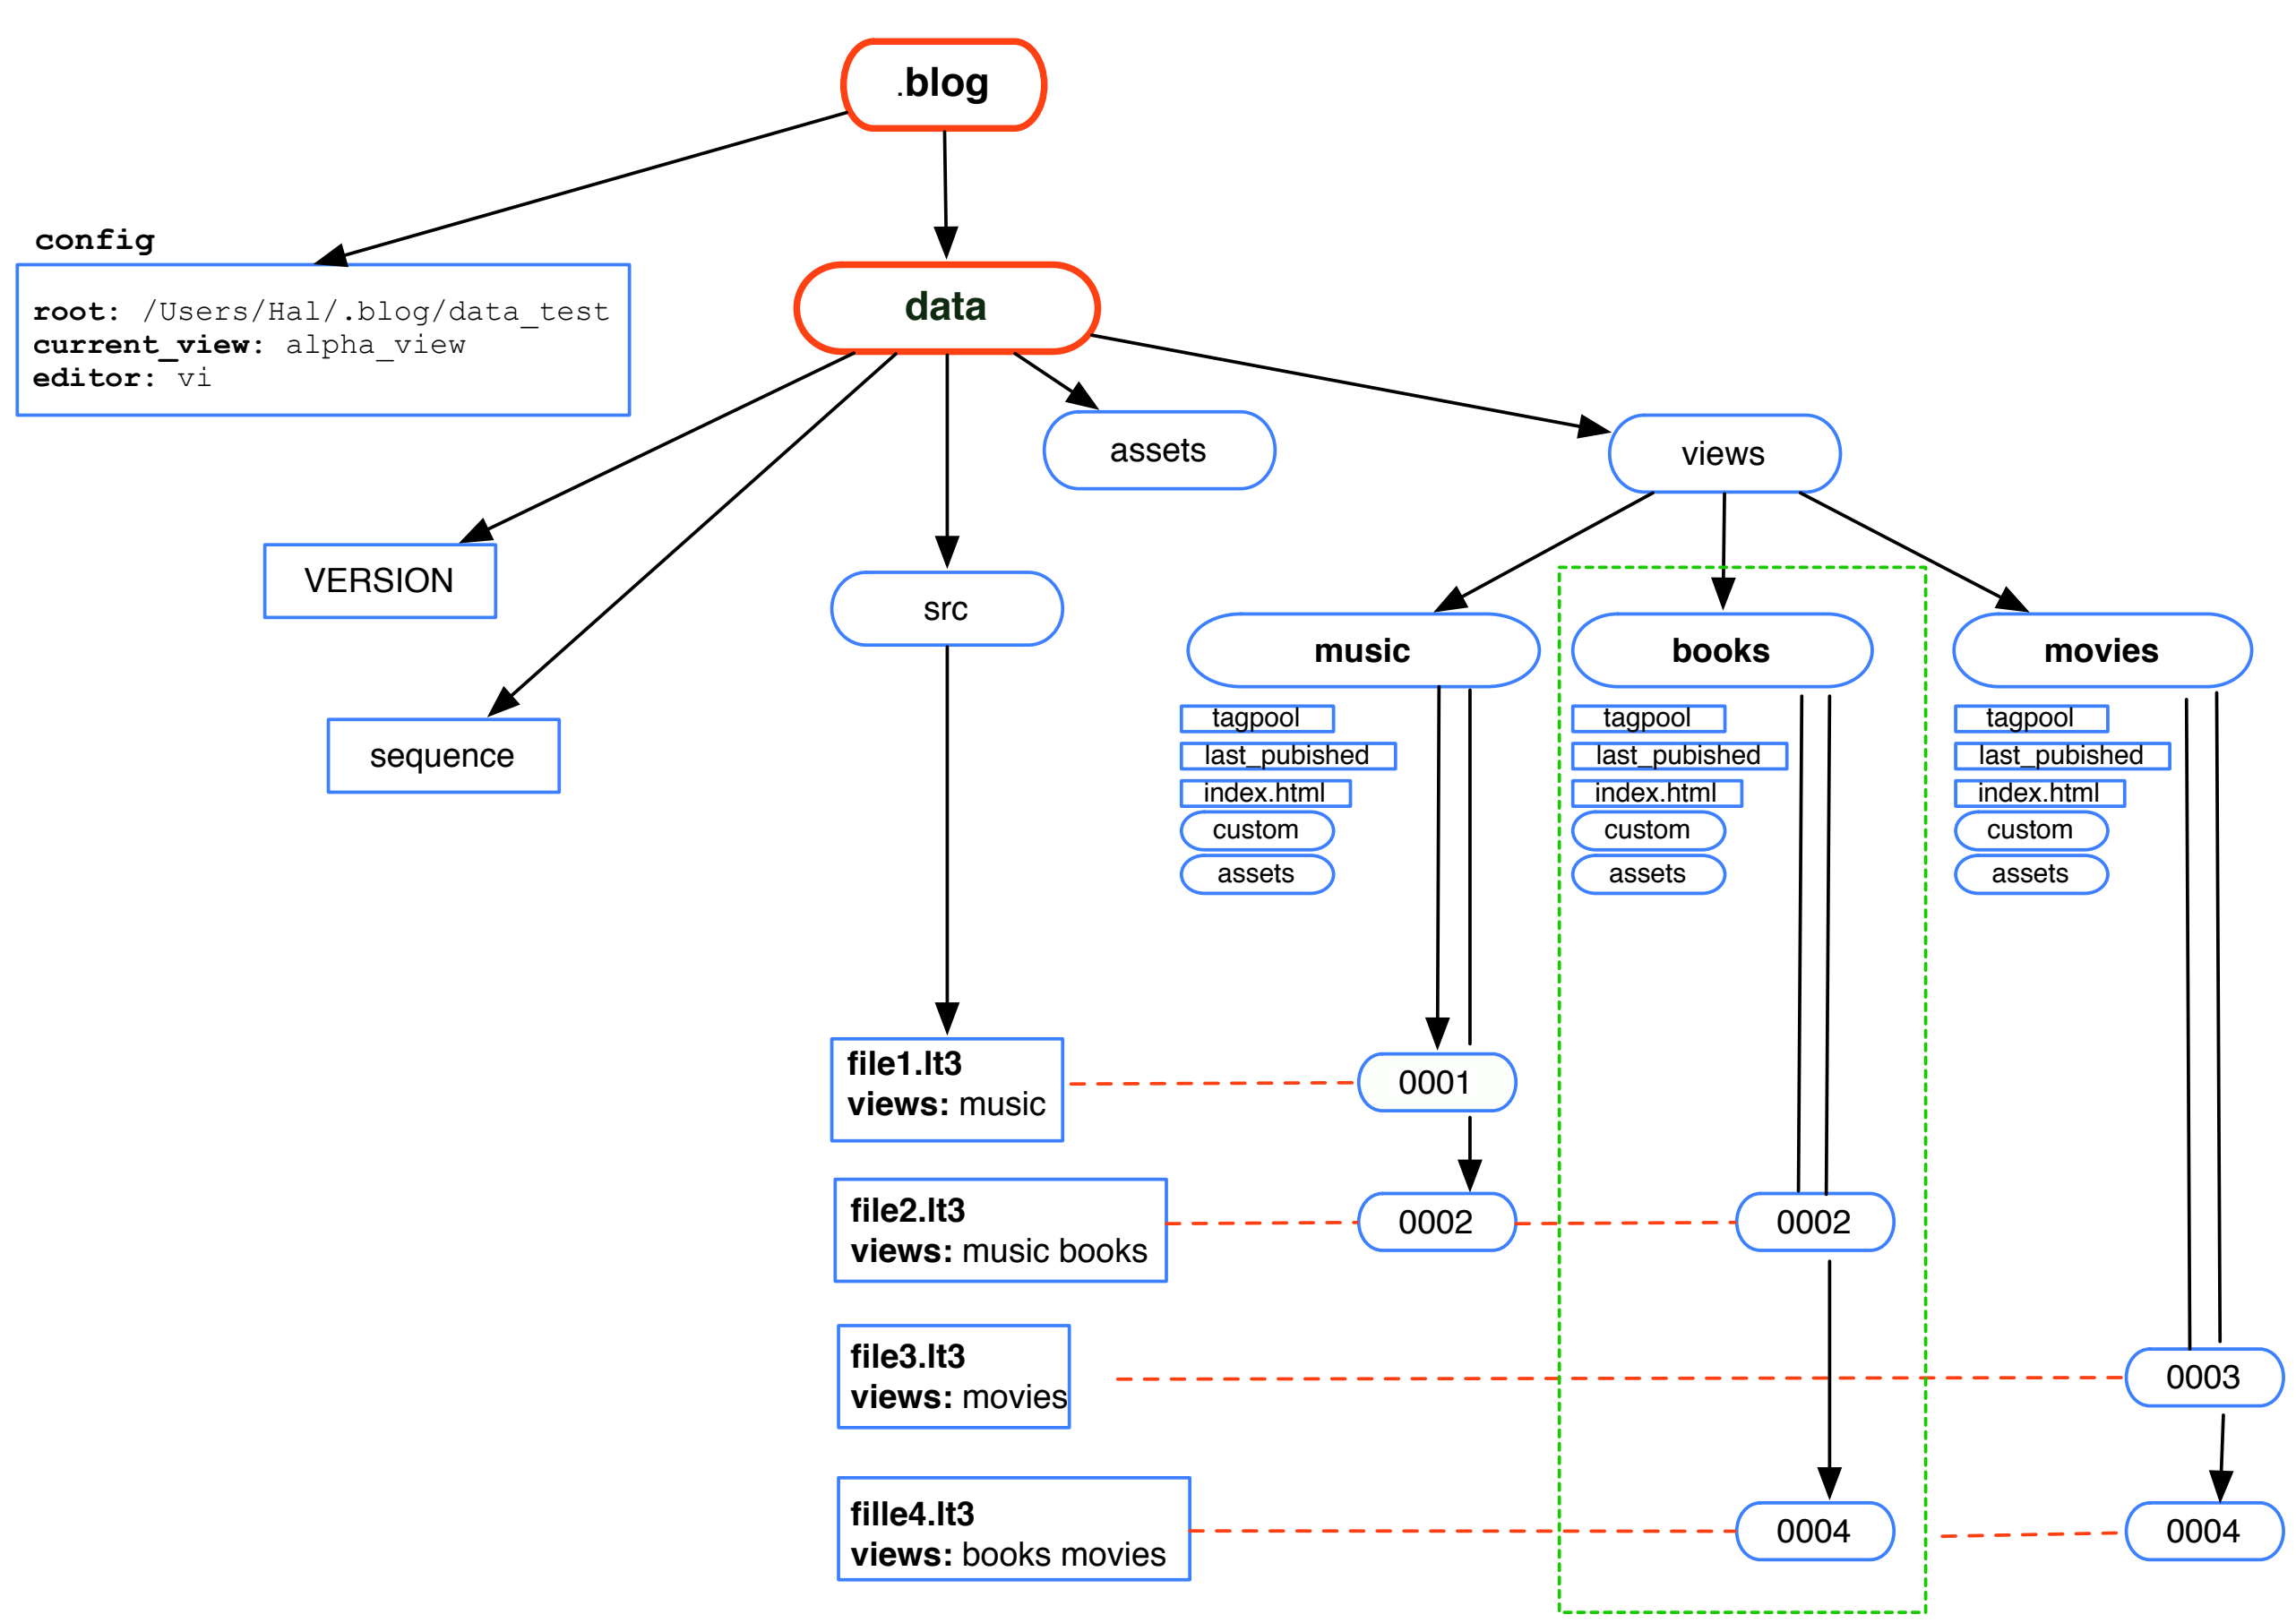 .blog
config
root: /Users/Hal/.blog/data_test
current_view: alpha_view
editor: vi
data
assets
views
VERSION
src
sequence
music
books
movies
tagpool
last_pubished
index.html
custom
assets
tagpool
last_pubished
index.html
custom
assets
tagpool
last_pubished
index.html
custom
assets
file1.lt3
views: music
0001
file2.lt3
views: music books
0002
0002
file3.lt3
views: movies
0003
fille4.lt3
views: books movies
0004
0004